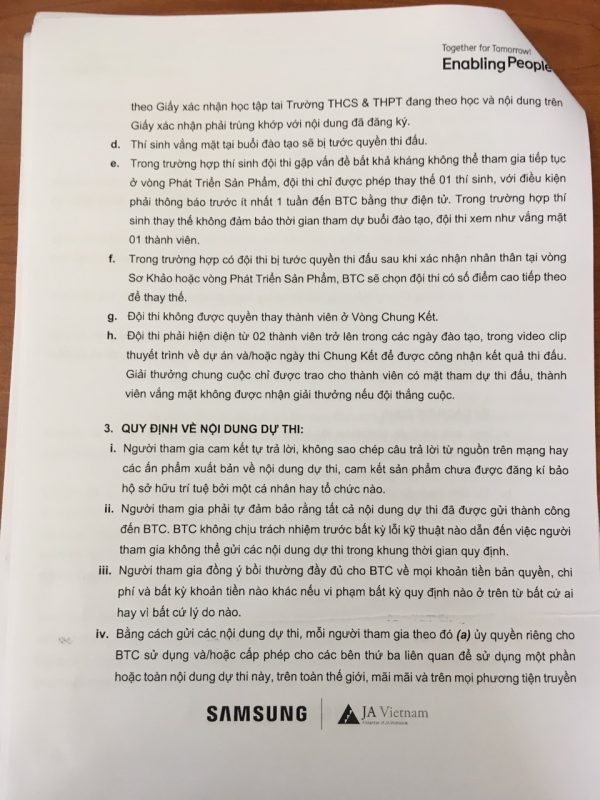 Together for Tomorrow!
Enabling People
theo Giấy xác nhận học tập tai Trường THCS & THPT đang theo học và nội dung trên
Giấy xác nhận phải trùng khớp với nội dung đã đăng ký.
d. Thí sinh vắng mặt tại buổi đào tạo sẽ bị tước quyền thi đấu.
e. Trong trường hợp thí sinh đội thi gặp vấn đề bất khả kháng không thể tham gia tiếp tục
ở vòng Phát Triển Sản Phẩm, đội thi chỉ được phép thay thế 01 thí sinh, với điều kiện
phải thông báo trước ít nhất 1 tuần đến BTC bằng thư điện tử. Trong trường hợp thí
sinh thay thế không đảm bảo thời gian tham dự buổi đào tạo, đội thi xem như vắng mặt
01 thành viên.
f. Trong trường hợp có đội thi bị tước quyền thi đấu sau khi xác nhận nhân thân tại vòng
Sơ Khảo hoặc vòng Phát Triển Sản Phẩm, BTC sẽ chọn đội thi có số điểm cao tiếp theo
để thay thế.
g. Đội thi không được quyền thay thành viên ở Vòng Chung Kết.
h. Đội thi phải hiện diện từ 02 thành viên trở lên trong các ngày đào tạo, trong video clip
thuyết trình về dự án và/hoặc ngày thi Chung Kết để được công nhận kết quả thi đấu.
Giải thưởng chung cuộc chỉ được trao cho thành viên có mặt tham dự thi đấu, thành
viên vắng mặt không được nhận giải thưởng nếu đội thắng cuộc.
3. QUY ĐỊNH VỀ NỘI DUNG DỰ THI:
i. Người tham gia cam kết tự trả lời, không sao chép câu trả lời từ nguồn trên mạng hay
các ấn phẩm xuất bản về nội dung dự thi, cam kết sản phẩm chưa được đăng kí bảo
hộ sở hữu trí tuệ bởi một cá nhân hay tổ chức nào.
ii. Người tham gia phải tự đảm bảo rằng tất cả nội dung dự thi đã được gửi thành công
đến BTC. BTC không chịu trách nhiệm trước bất kỳ lỗi kỹ thuật nào dẫn đến việc người
tham gia không thể gửi các nội dung dự thi trong khung thời gian quy định.
iii. Người tham gia đồng ý bồi thường đầy đủ cho BTC về mọi khoản tiền bản quyền, chi
phí và bất kỳ khoản tiền nào khác nếu vi phạm bất kỳ quy định nào ở trên từ bất cứ ai
hay vì bất cứ lý do nào.
iv. Bằng cách gửi các nội dung dự thi, mỗi người tham gia theo đó (a) ủy quyền riêng cho
BTC sử dụng và/hoặc cấp phép cho các bên thứ ba liên quan để sử dụng một phần
hoặc toàn nội dung dự thi này, trên toàn thế giới, mãi mãi và trên mọi phương tiện truyền
SAMSUNG
JA Vietnam